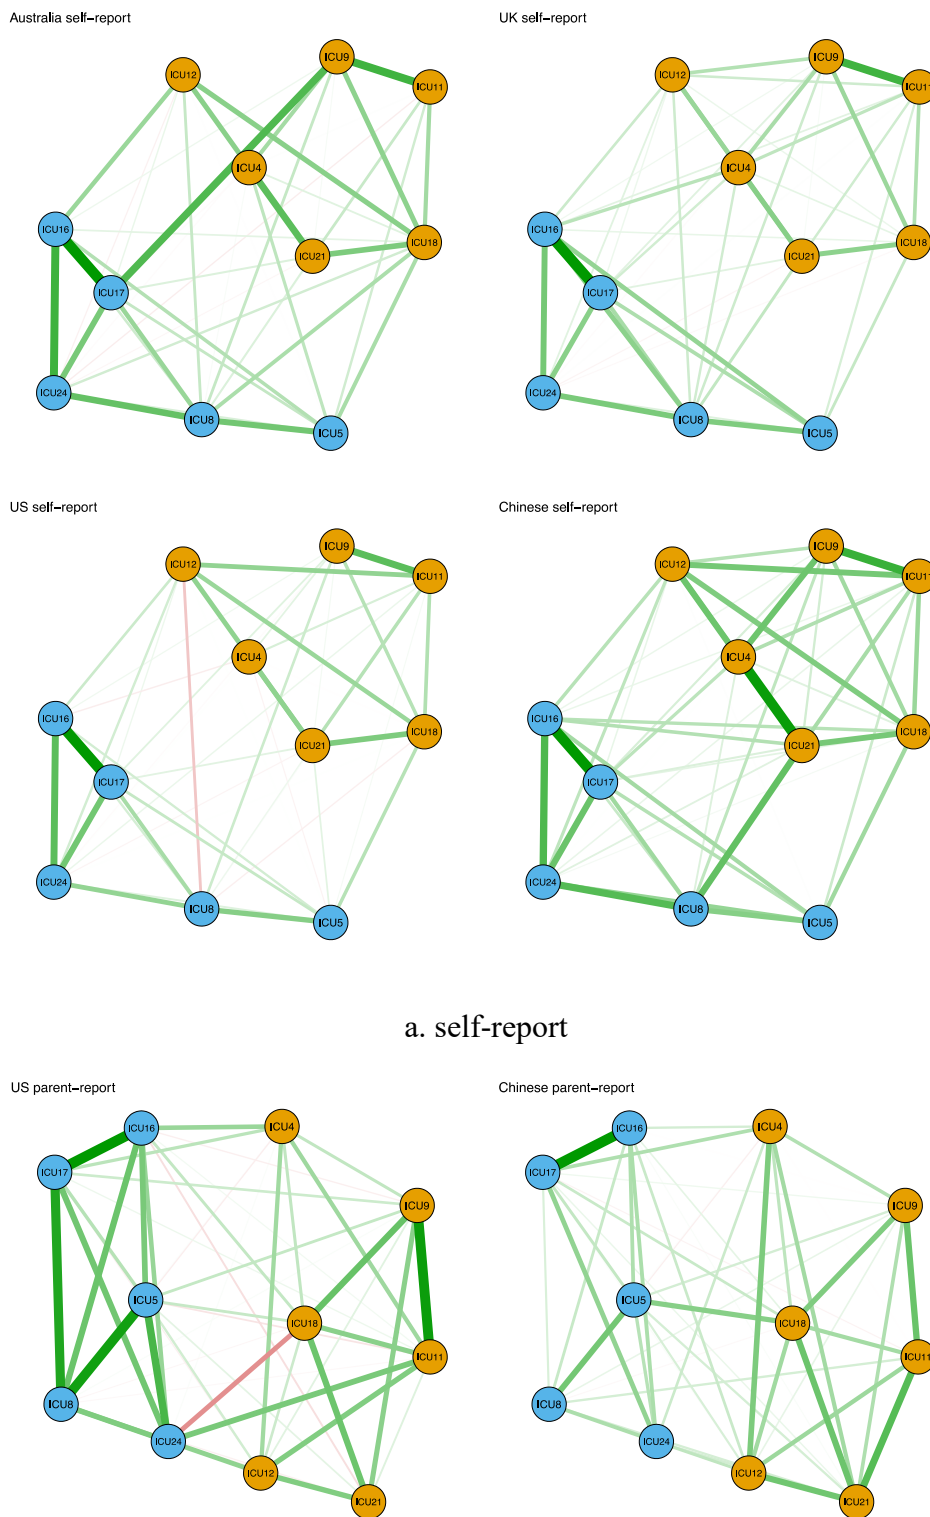 Australia self-report
UK self-report
ICU9
ICU12
ICU11
ICU4
ICU16
ICU18
ICU21
ICU17
ICU24
ICU8
ICU5
ICU9
ICU12
ICU11
ICU4
ICU16
ICU18
ICU21
ICU17
ICU24
ICU8
ICU5
US self-report
Chinese self-report
ICU9
ICU12
ICU11
ICU4
ICU16
ICU18
ICU21
ICU17
ICU24
ICU8
ICU5
ICU9
ICU12
ICU11
ICU4
ICU16
ICU18
ICU21
ICU17
ICU24
ICU8
ICU5
a. self-report
US parent-report
Chinese parent-report
ICU16
ICU4
ICU17
ICU9
ICU5
ICU18
ICU11
ICU8
ICU24
ICU12
ICU21
ICU16
ICU4
ICU17
ICU9
ICU5
ICU18
ICU11
ICU8
ICU24
ICU12
ICU21